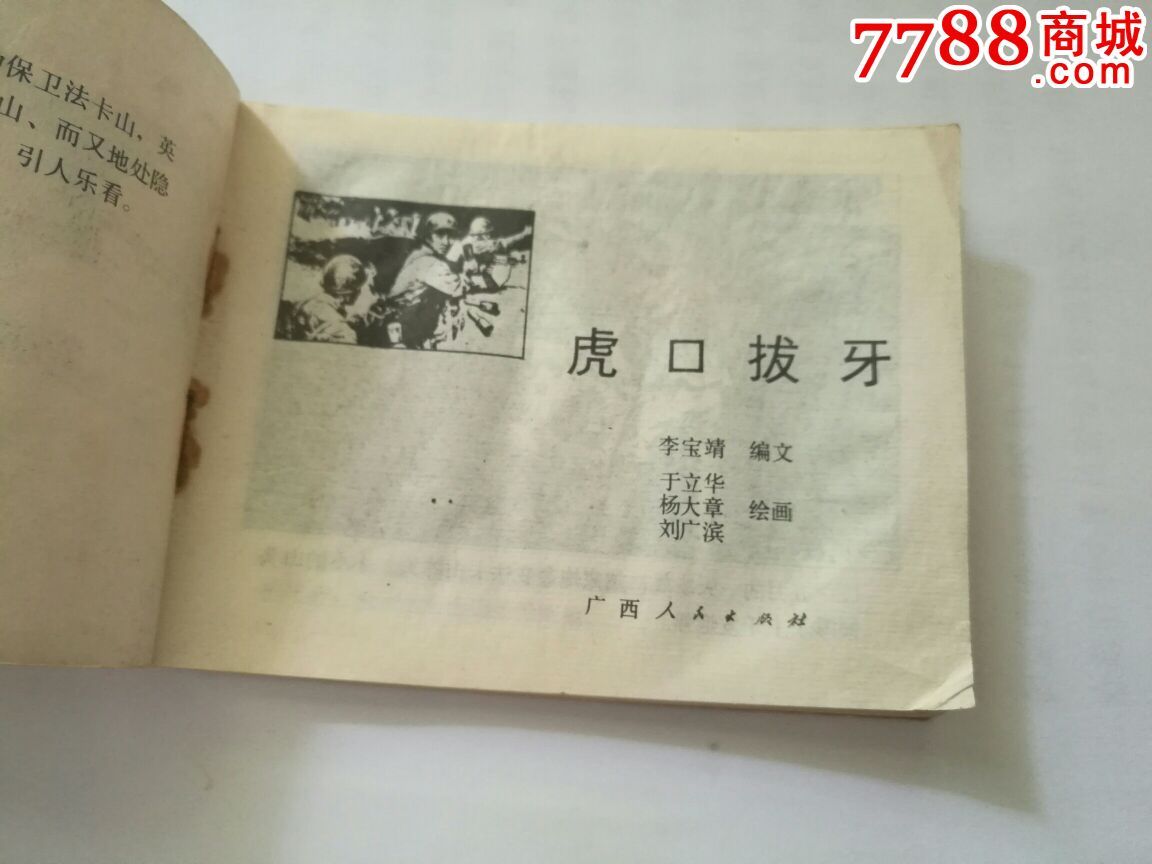 7788商城
.com
保卫法卡山、英
山、而又地处隐
引人乐看。
虎口拔牙
李宝靖 编文
于立华
杨大章 绘画
刘广滨
广西人民出版社